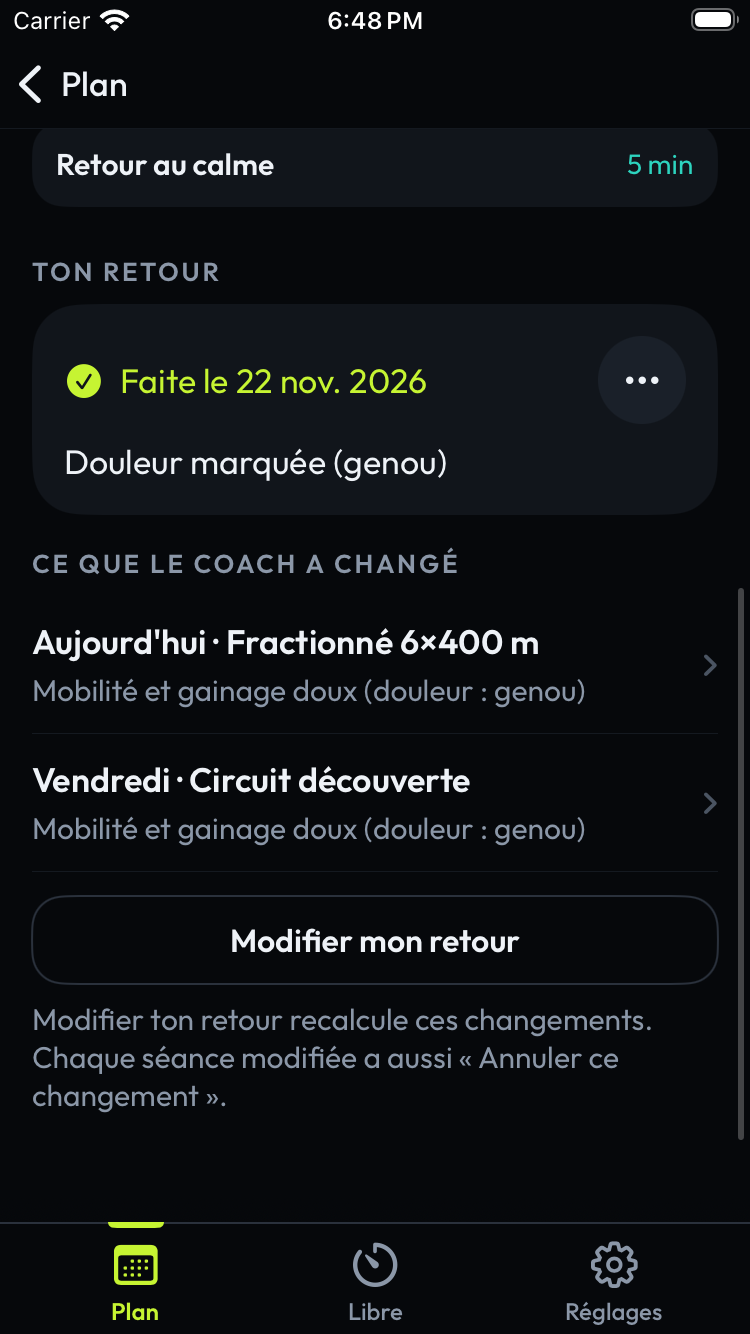 Carrier 6:48 PM
Plan
Retour au calme 5 min
TON RETOUR
Faite le 22 nov. 2026
Douleur marquée (genou)
CE QUE LE COACH A CHANGÉ
Aujourd'hui · Fractionné 6×400 m
Mobilité et gainage doux (douleur : genou)
Vendredi · Circuit découverte
Mobilité et gainage doux (douleur : genou)
Modifier mon retour
Modifier ton retour recalcule ces changements.
Chaque séance modifiée a aussi « Annuler ce
changement ».
Plan Libre Réglages